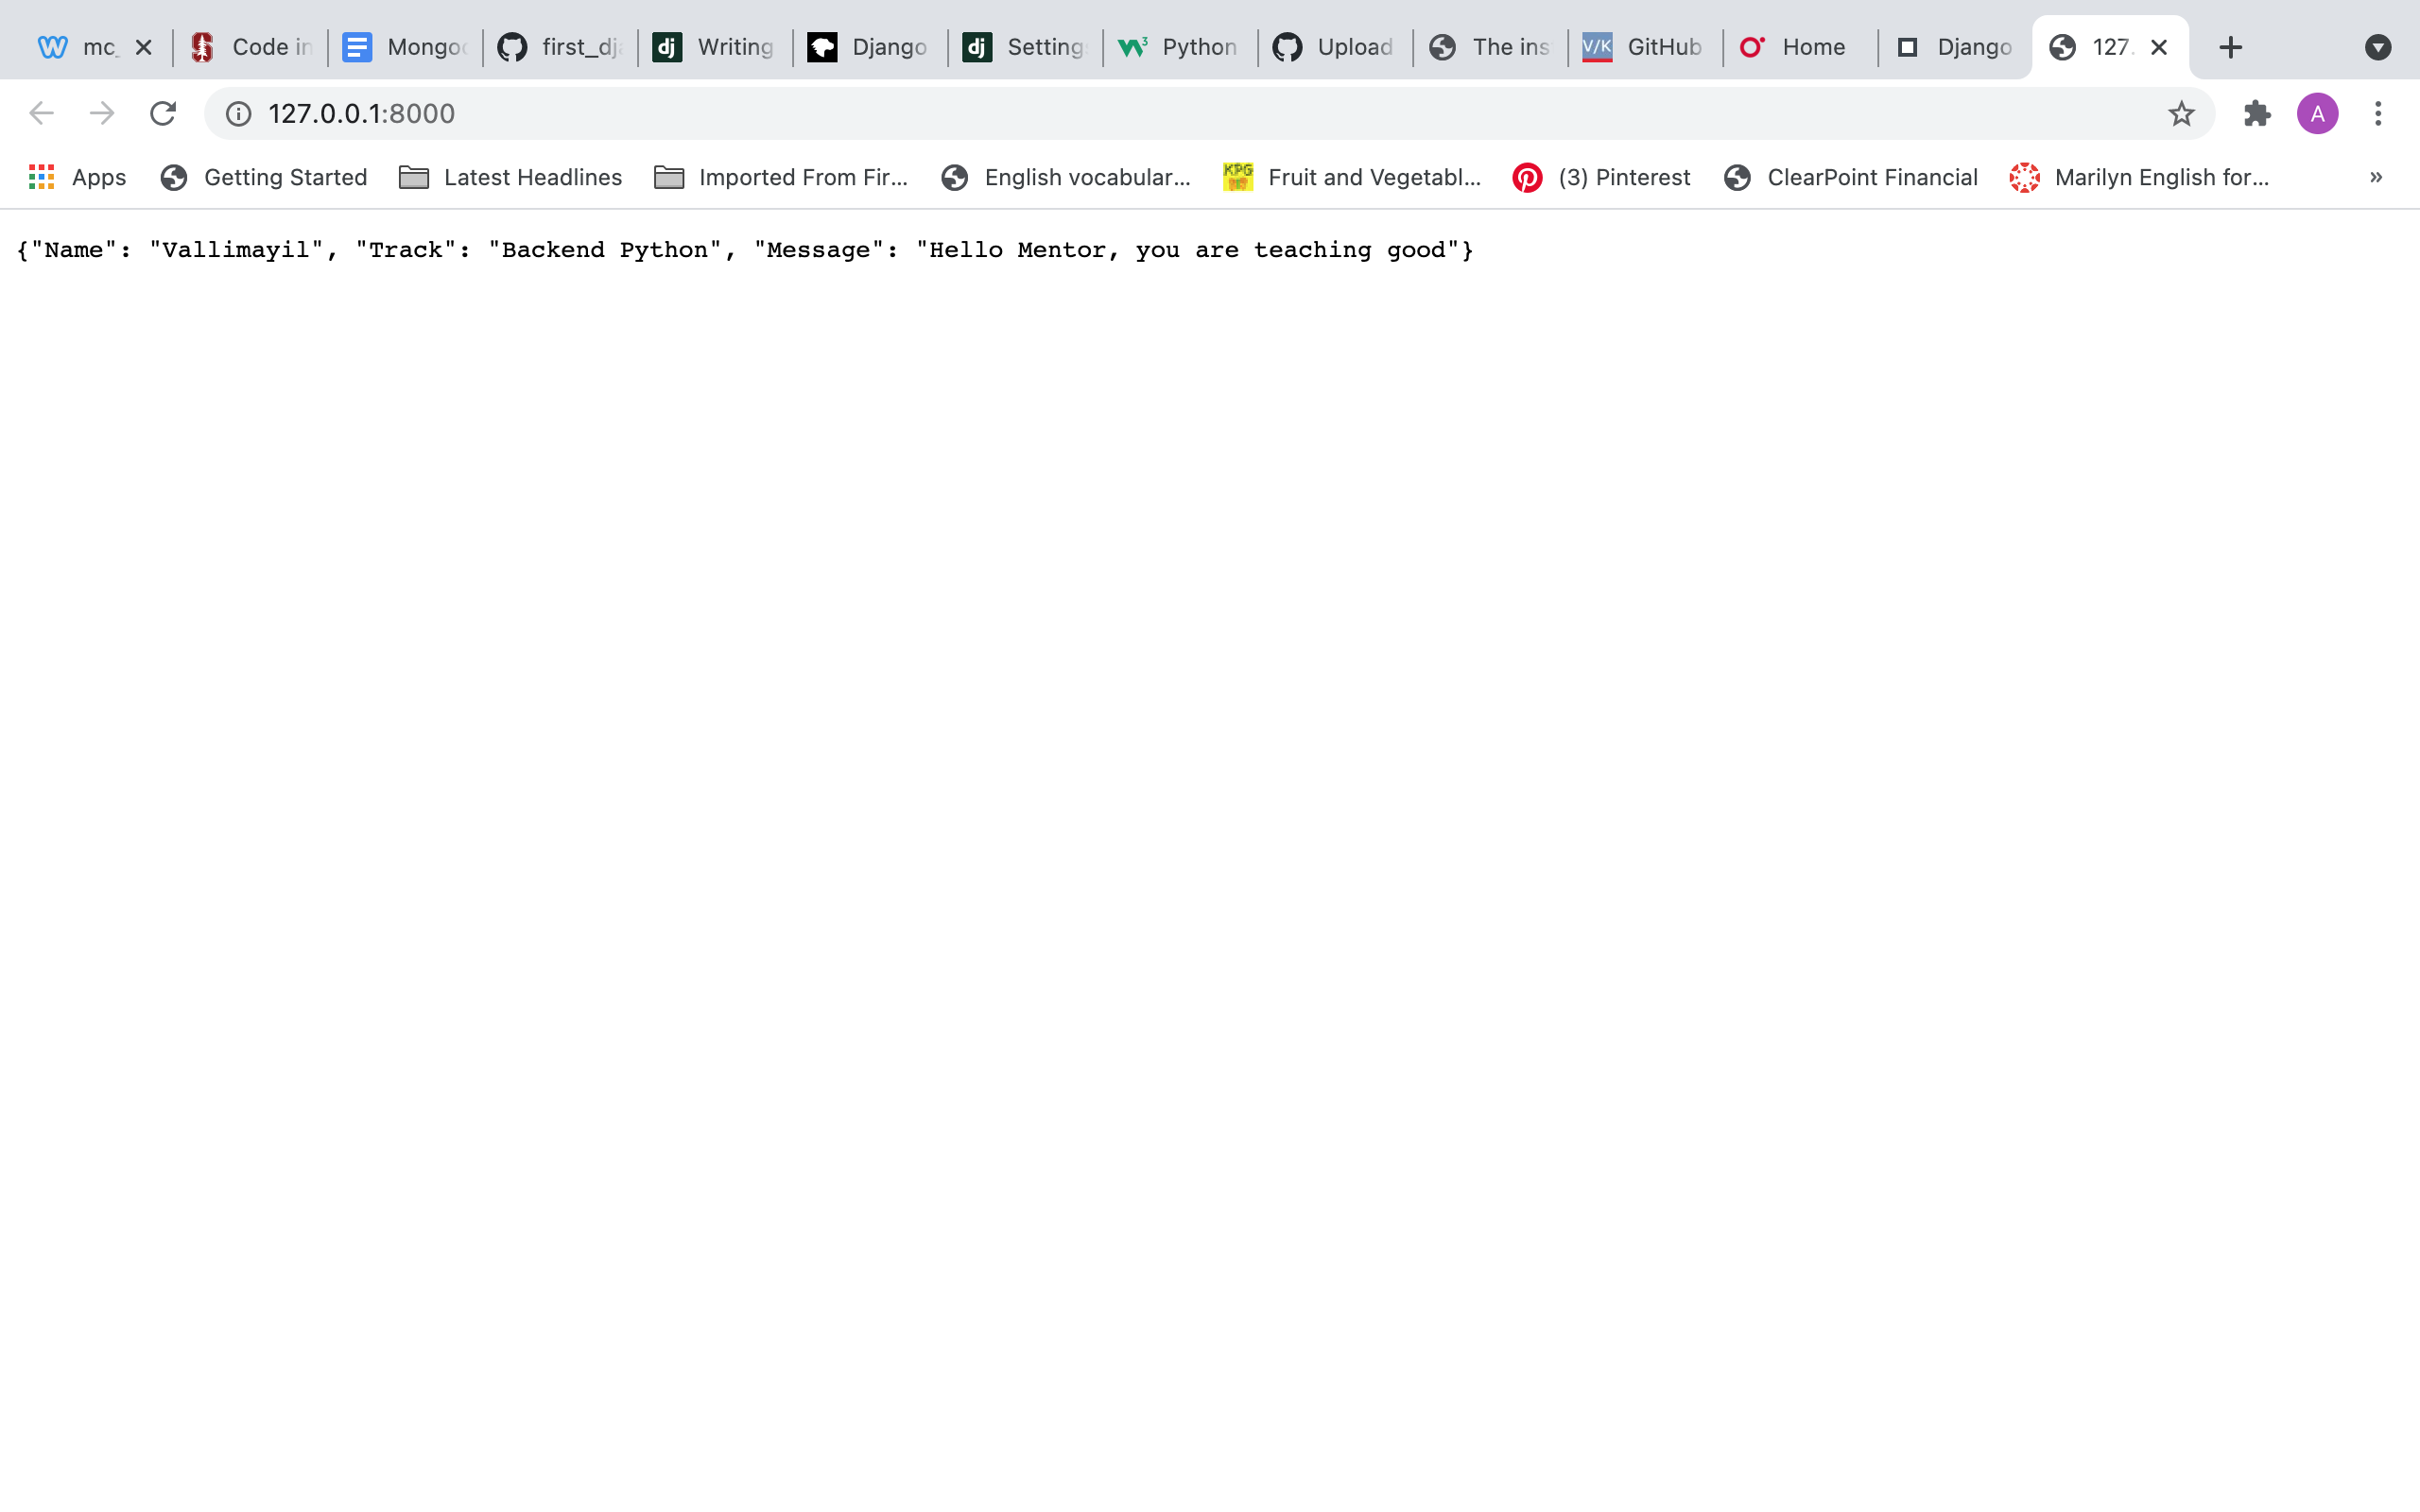 mc_ Code in Mongo first_dj Writing Django Setting Python Upload The ins GitHub Home Django 127.
127.0.0.1:8000 A
Apps Getting Started Latest Headlines Imported From Fir... English vocabular... KPG Fruit and Vegetabl... (3) Pinterest ClearPoint Financial Marilyn English for... »
{"Name": "Vallimayil", "Track": "Backend Python", "Message": "Hello Mentor, you are teaching good"}